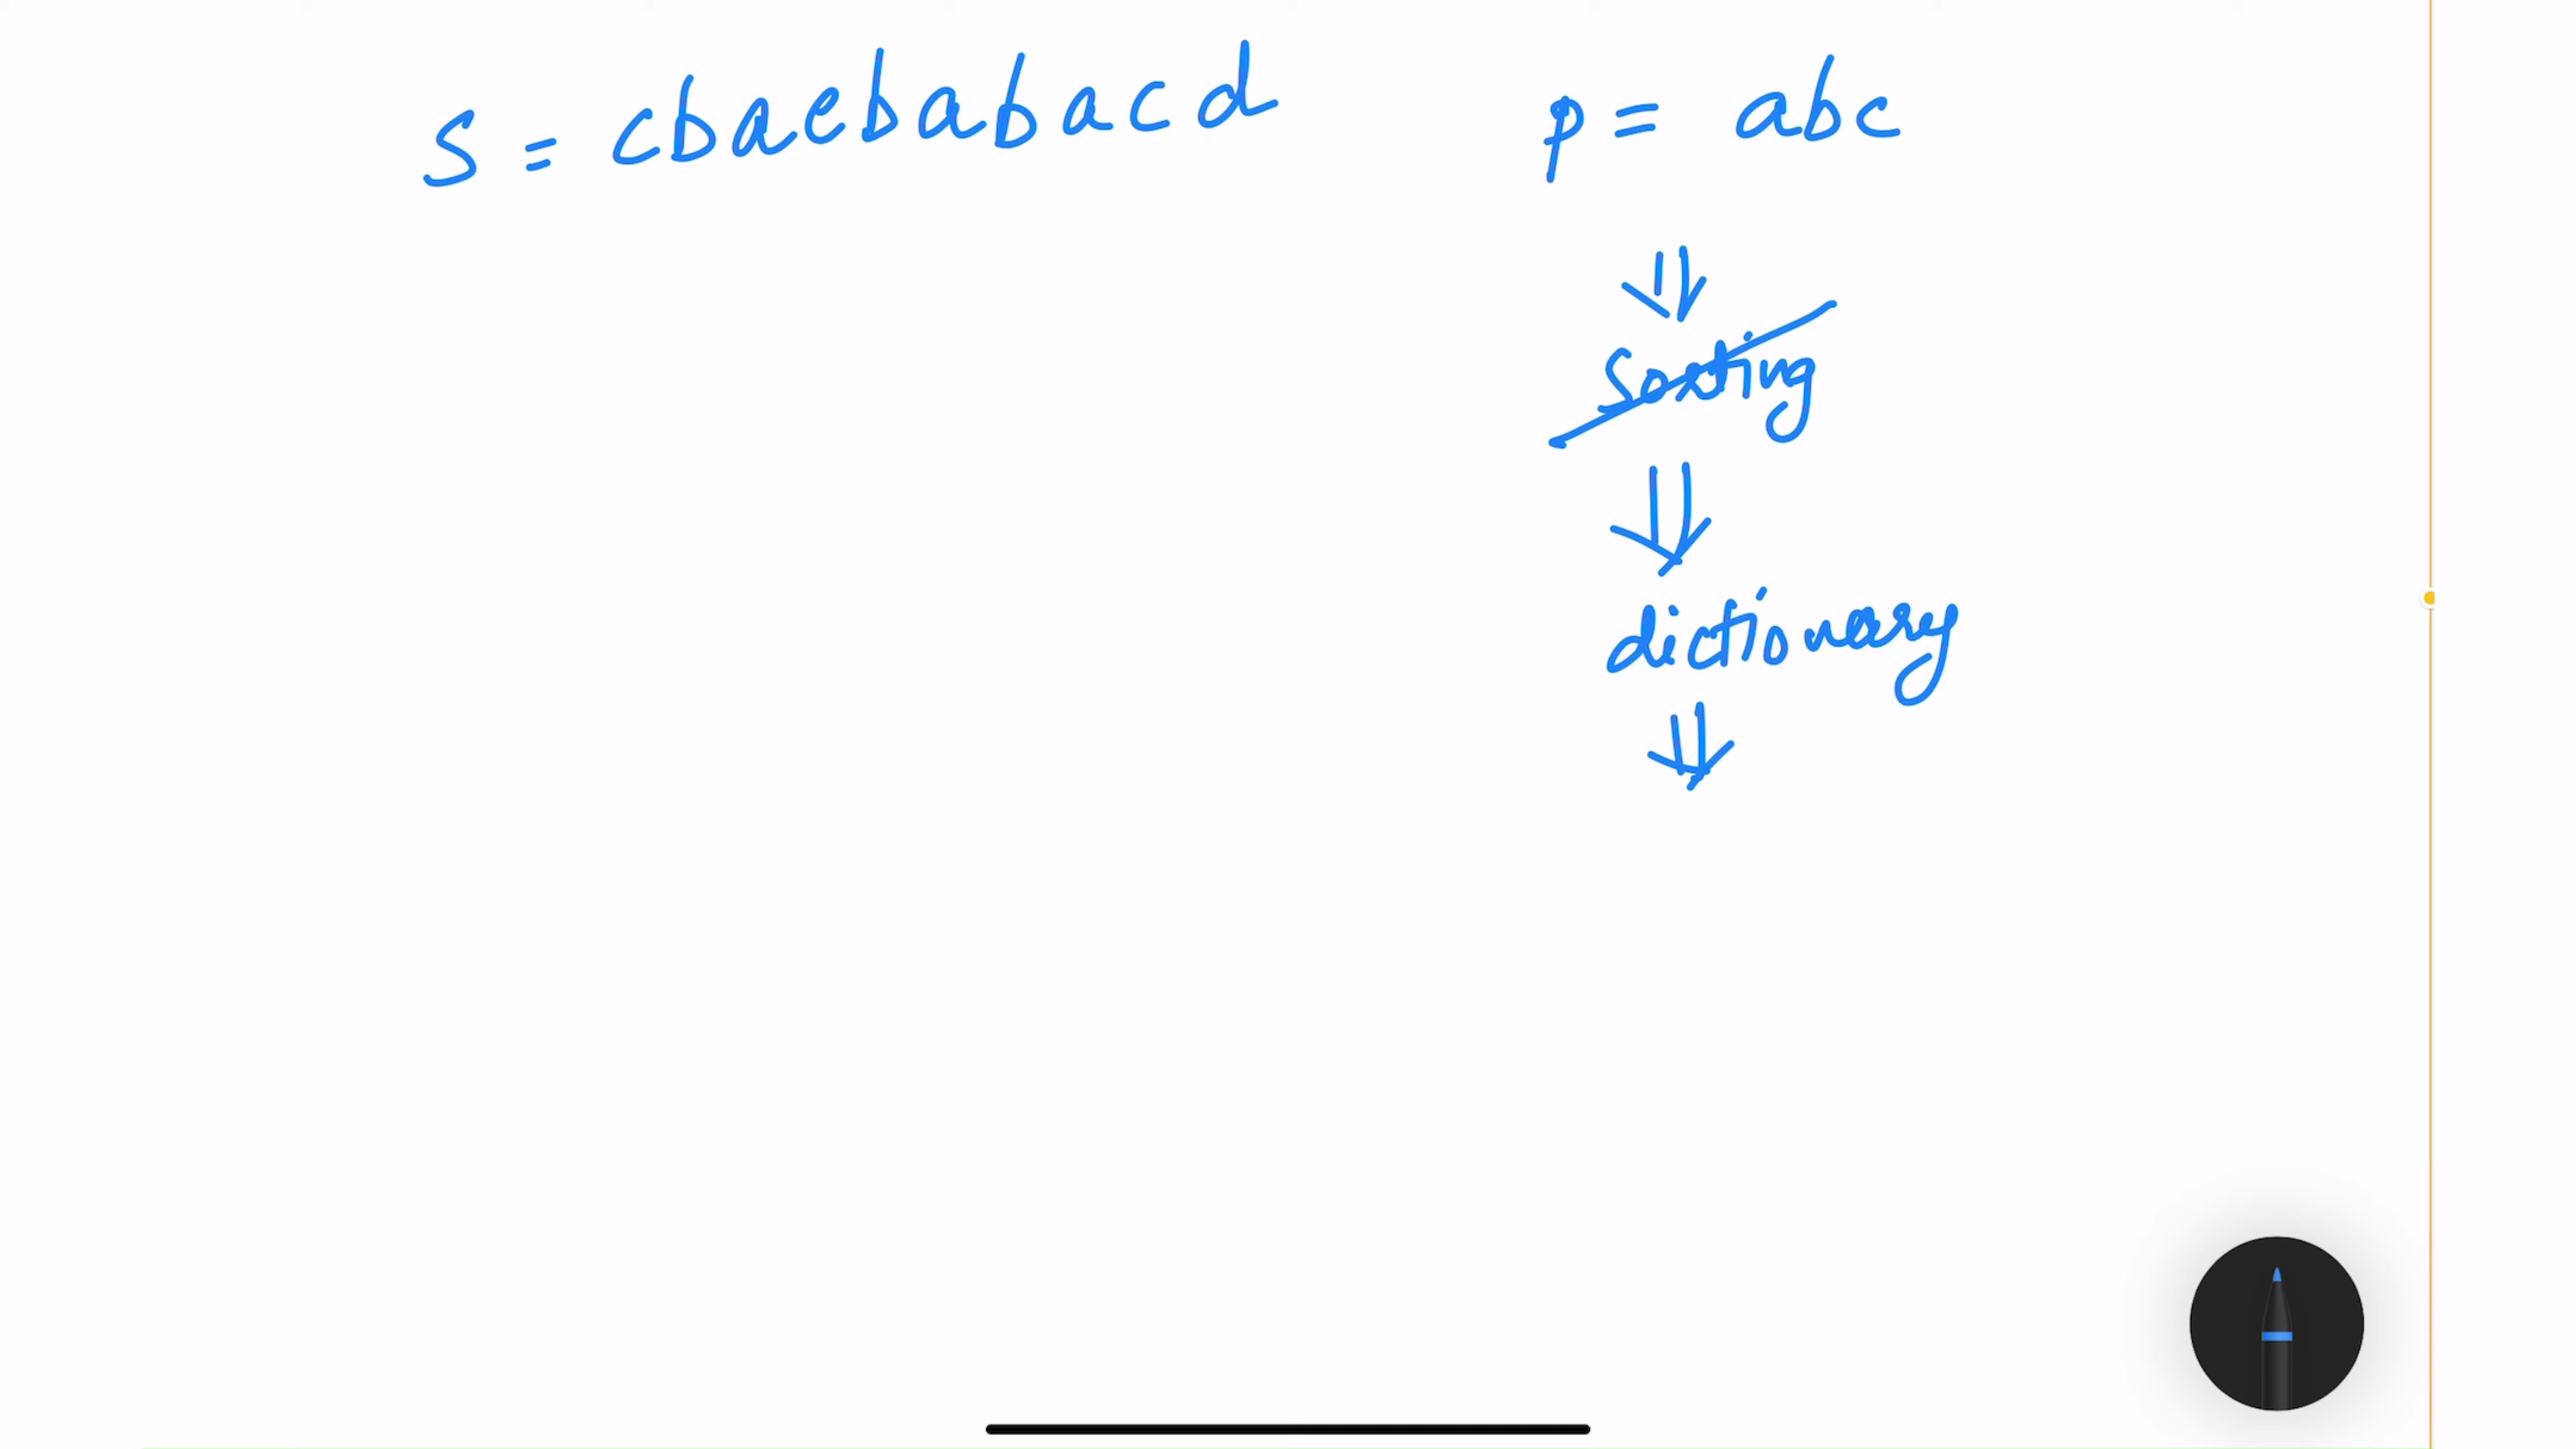 S = cbaebabacd p = abc
Sorting
dictionary